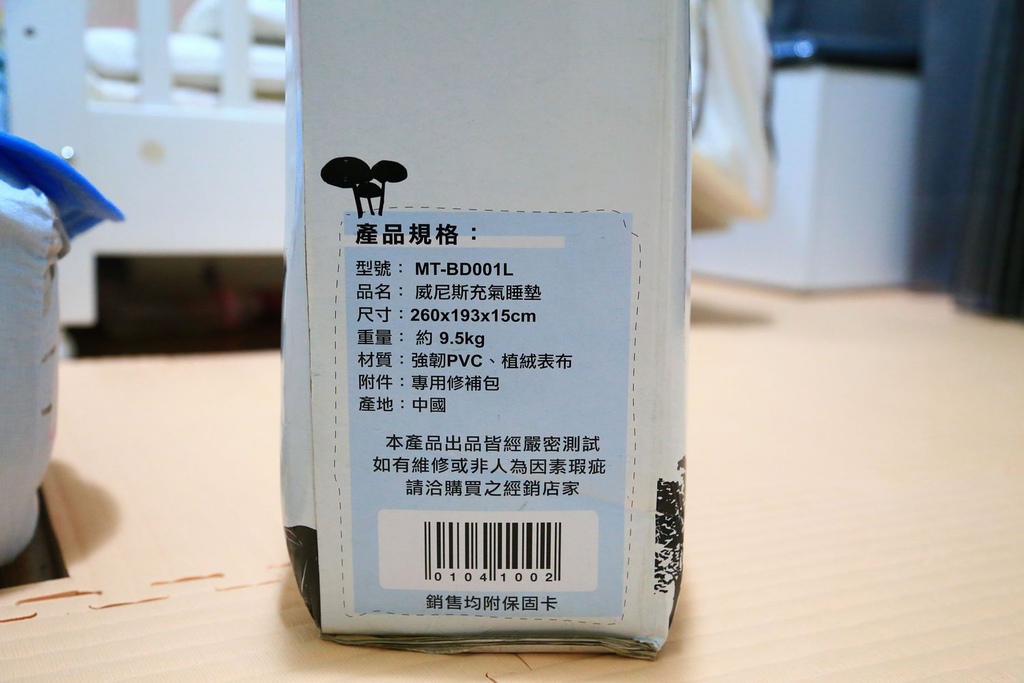 產品規格：
型號： MT-BD001L
品名： 威尼斯充氣睡墊
尺寸：260x193x15cm
重量： 約 9.5kg
材質：強韌PVC、植絨表布
附件：專用修補包
產地：中國
本產品出品皆經嚴密測試
如有維修或非人為因素瑕疵
請洽購買之經銷店家
01041002
銷售均附保固卡